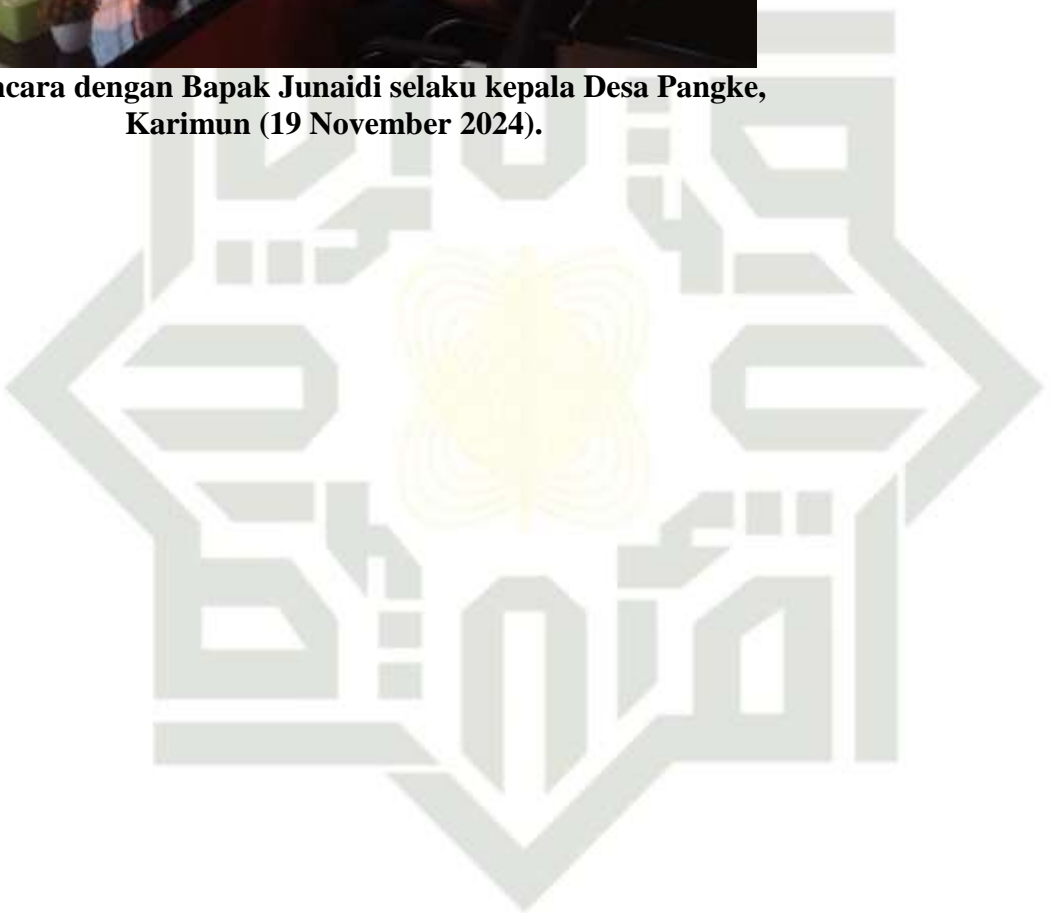 ncara dengan Bapak Junaidi selaku kepala Desa Pangke,
Karimun (19 November 2024).